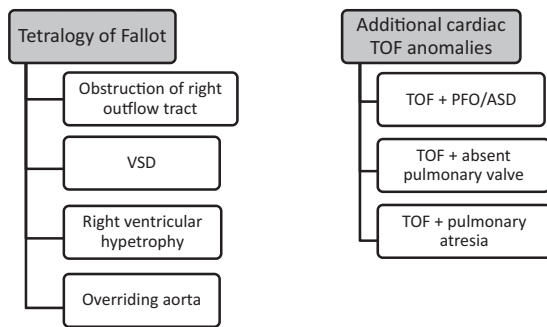 Tetralogy of Fallot
Obstruction of right
outflow tract
VSD
Right ventricular
hypetrophy
Overriding aorta
Additional cardiac
TOF anomalies
TOF + PFO/ASD
TOF + absent
pulmonary valve
TOF + pulmonary
atresia